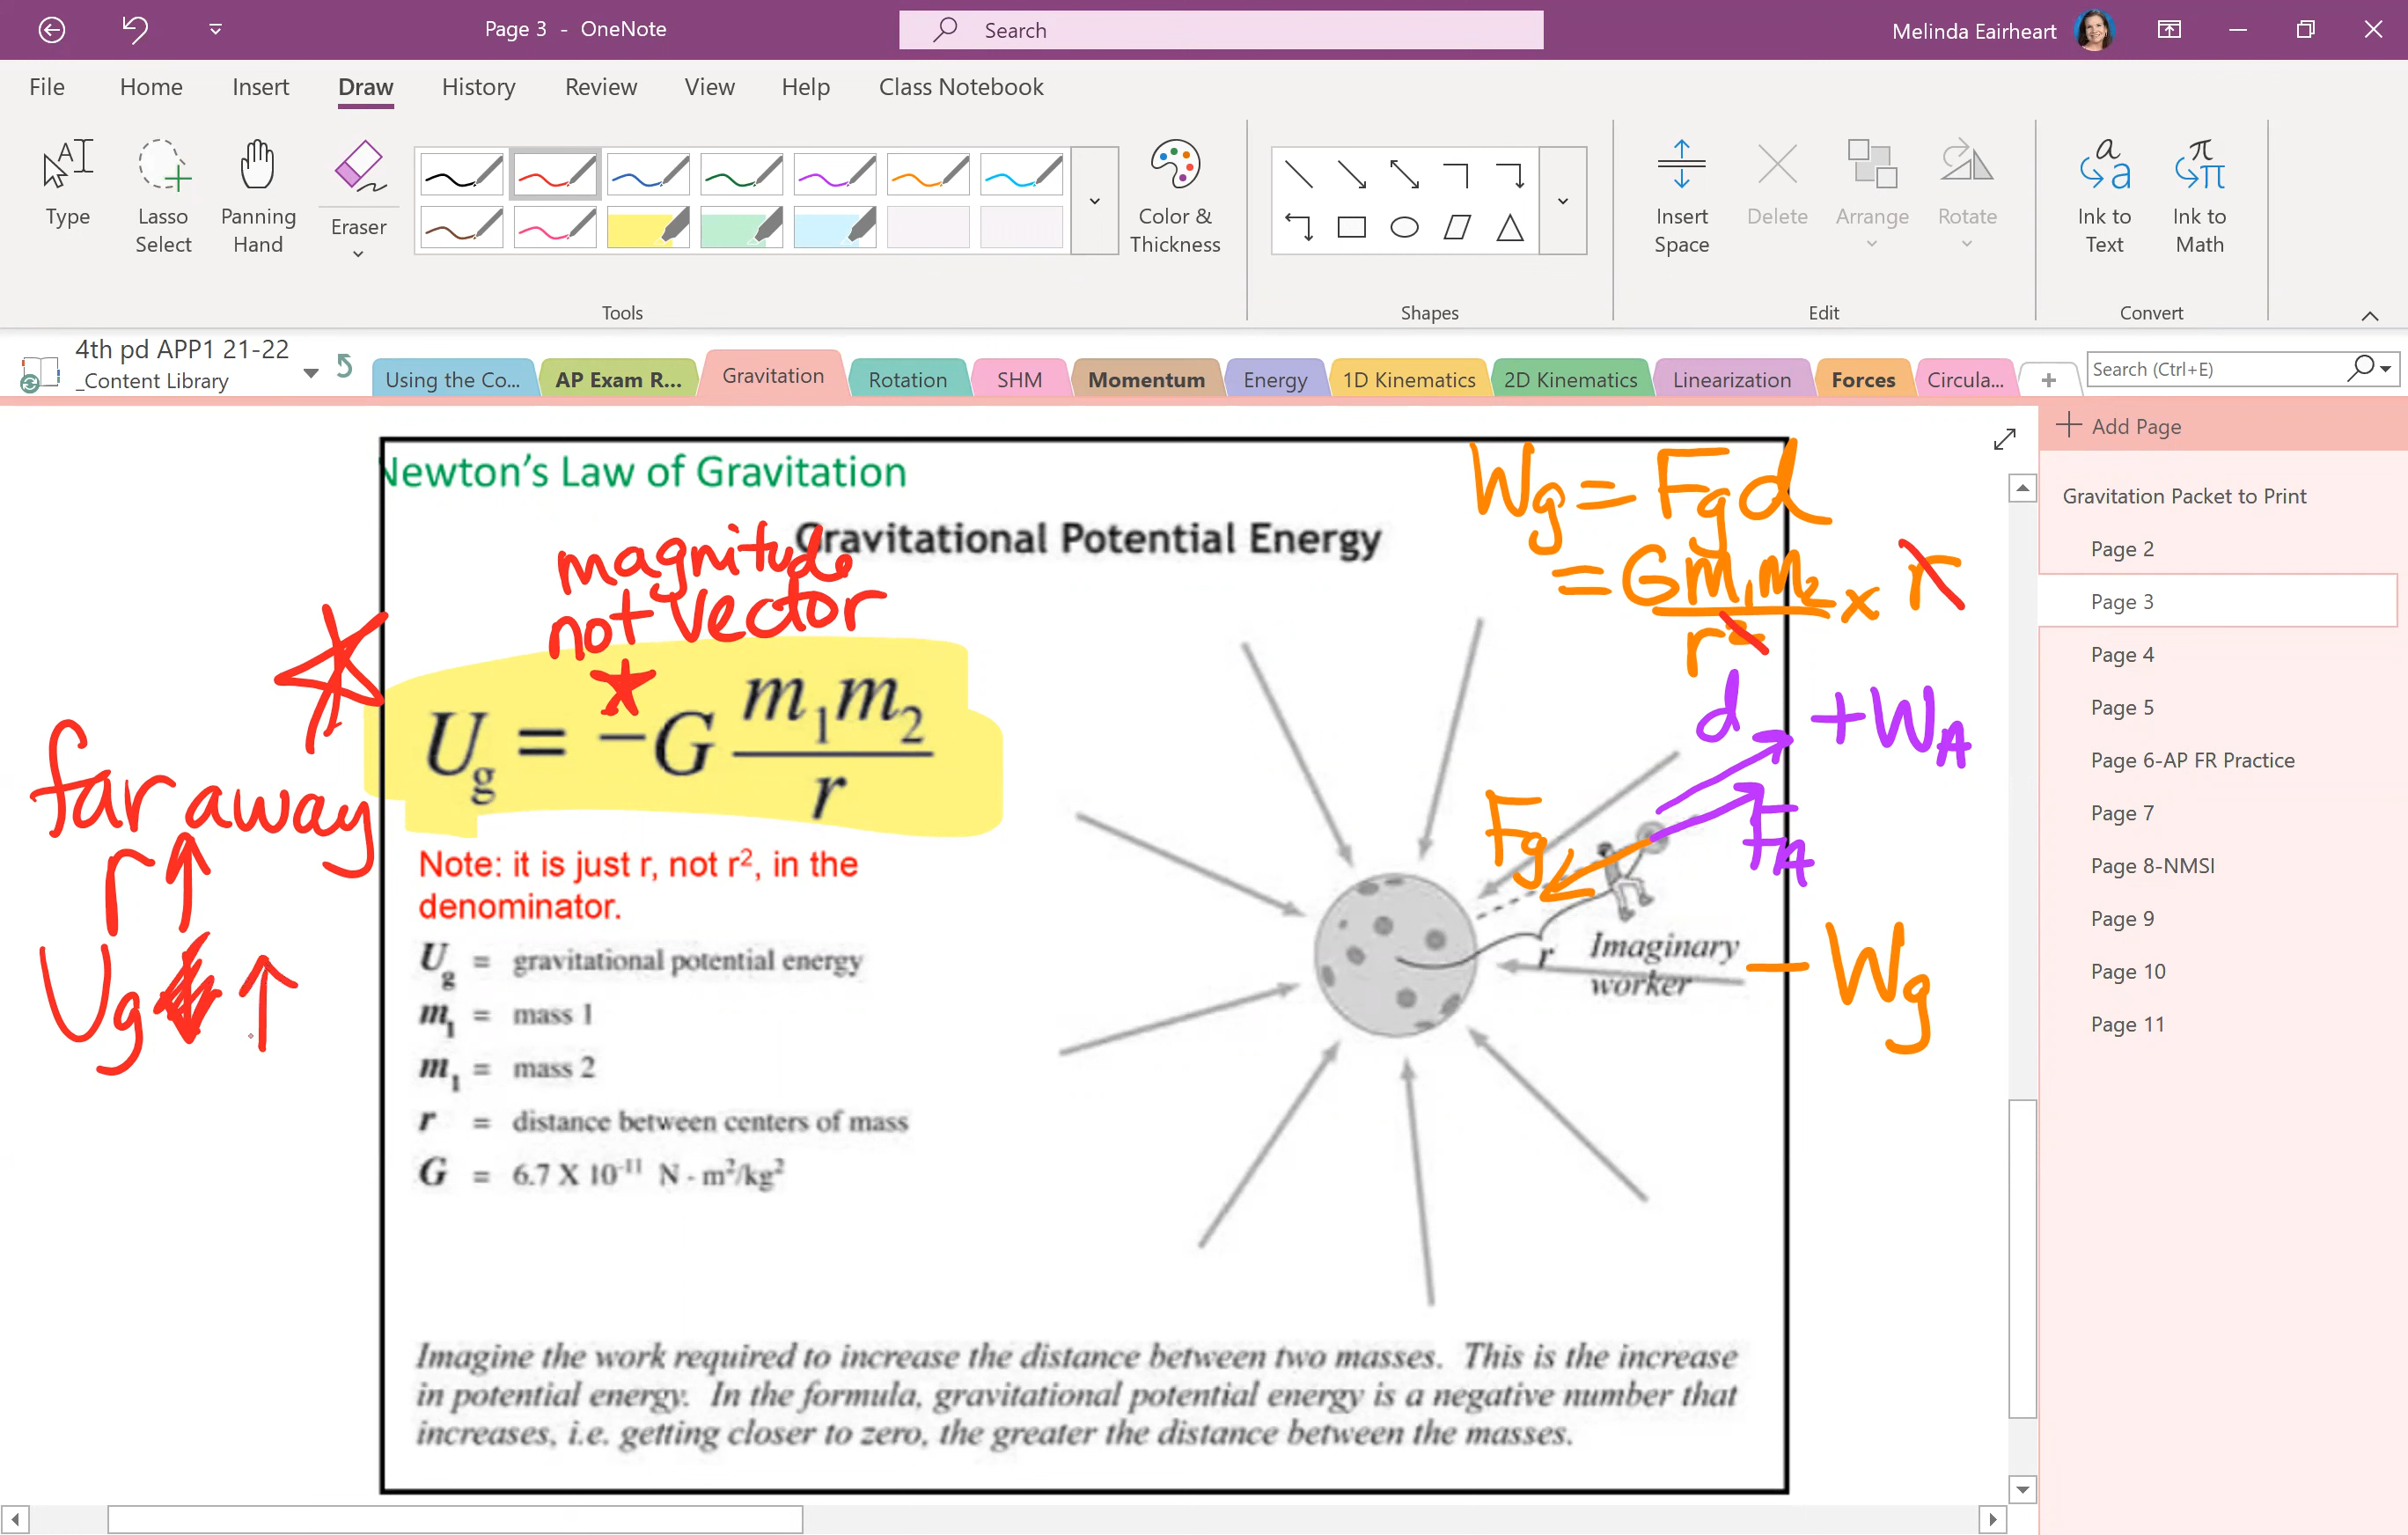 Page 3 - OneNote
Search
Melinda Eairheart
File Home Insert Draw History Review View Help Class Notebook
Type
Lasso Select
Panning Hand
Eraser
Color & Thickness
Insert Space
Delete
Arrange
Rotate
Ink to Text
Ink to Math
Tools
Shapes
Edit
Convert
4th pd APP1 21-22
_Content Library
Using the Co... AP Exam R... Gravitation Rotation SHM Momentum Energy 1D Kinematics 2D Kinematics Linearization Forces Circula... +
Search (Ctrl+E)
Add Page
Gravitation Packet to Print
Page 2
Page 3
Page 4
Page 5
Page 6-AP FR Practice
Page 7
Page 8-NMSI
Page 9
Page 10
Page 11
Newton's Law of Gravitation
Gravitational Potential Energy
magnitude
not vector
Ug = -G m1m2 / r
far away
r↑
Ug ↑
Note: it is just r, not r², in the
denominator.
Ug = gravitational potential energy
m1 = mass 1
m1 = mass 2
r = distance between centers of mass
G = 6.7 X 10⁻¹¹ N - m²/kg²
Wg = Fg d
= G m1 m2 / r² x r
d +WA
FA
Fg
r
Imaginary
worker
- Wg
Imagine the work required to increase the distance between two masses. This is the increase
in potential energy. In the formula, gravitational potential energy is a negative number that
increases, i.e. getting closer to zero, the greater the distance between the masses.